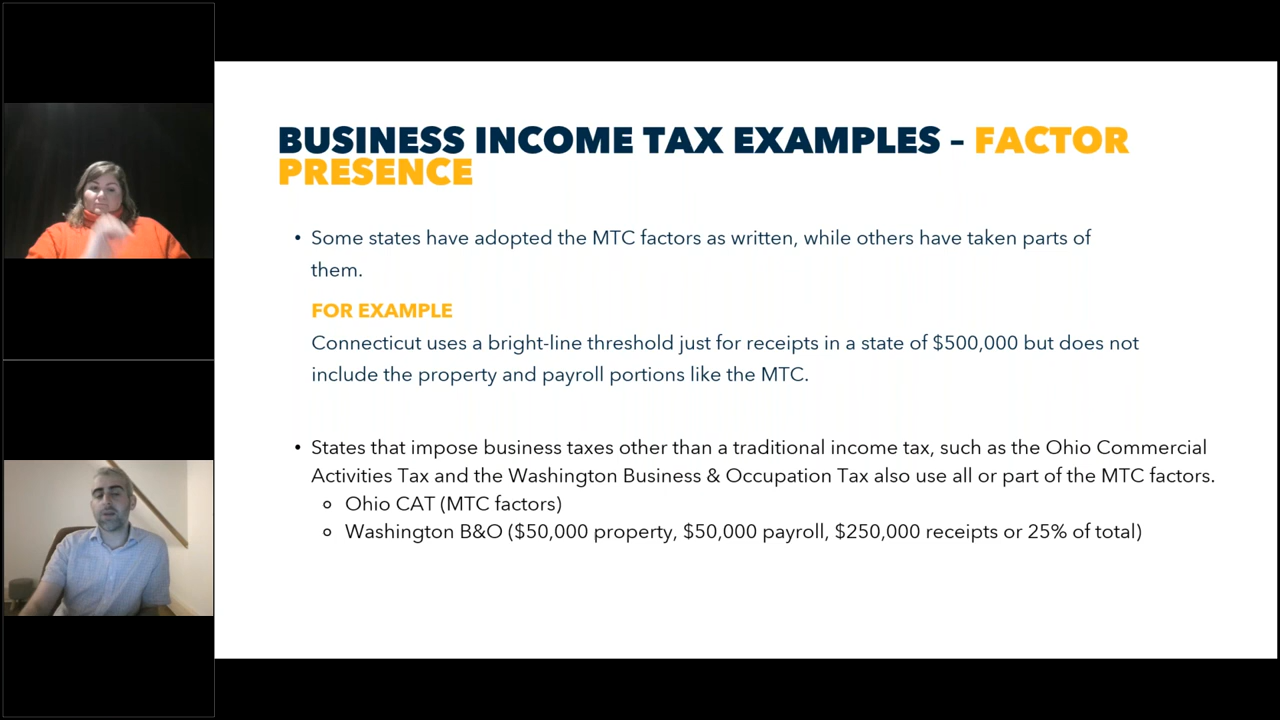 BUSINESS INCOME TAX EXAMPLES – FACTOR
PRESENCE
• Some states have adopted the MTC factors as written, while others have taken parts of
them.
FOR EXAMPLE
Connecticut uses a bright-line threshold just for receipts in a state of $500,000 but does not
include the property and payroll portions like the MTC.
• States that impose business taxes other than a traditional income tax, such as the Ohio Commercial
Activities Tax and the Washington Business & Occupation Tax also use all or part of the MTC factors.
o Ohio CAT (MTC factors)
o Washington B&O ($50,000 property, $50,000 payroll, $250,000 receipts or 25% of total)